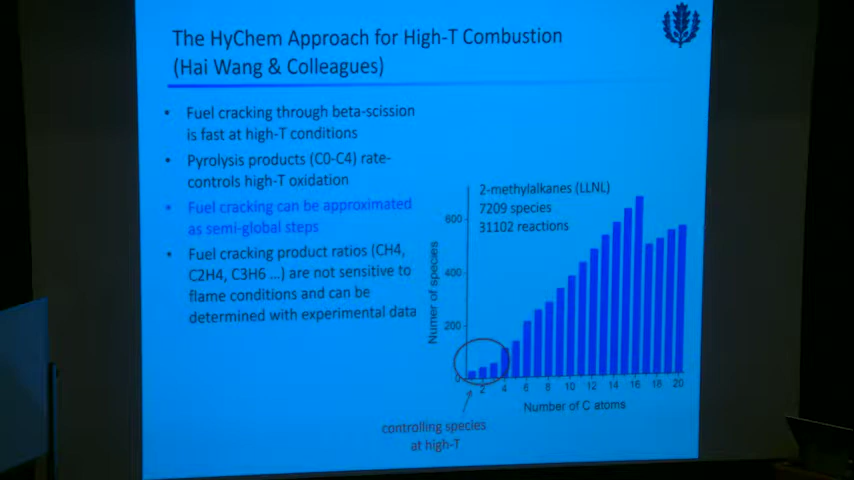 The HyChem Approach for High-T Combustion
(Hai Wang & Colleagues)
• Fuel cracking through beta-scission
is fast at high-T conditions
• Pyrolysis products (C0-C4) rate-
controls high-T oxidation
• Fuel cracking can be approximated
as semi-global steps
• Fuel cracking product ratios (CH4,
C2H4, C3H6 ...) are not sensitive to
flame conditions and can be
determined with experimental data
2-methylalkanes (LLNL)
7209 species
31102 reactions
Numer of species
600
400
200
0
2 4 6 8 10 12 14 16 18 20
Number of C atoms
controlling species
at high-T